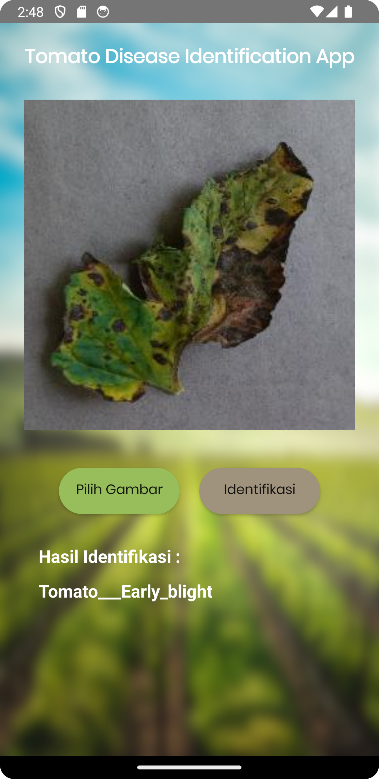 2:48
Tomato Disease Identification App
Pilih Gambar
Identifikasi
Hasil Identifikasi :
Tomato___Early_blight